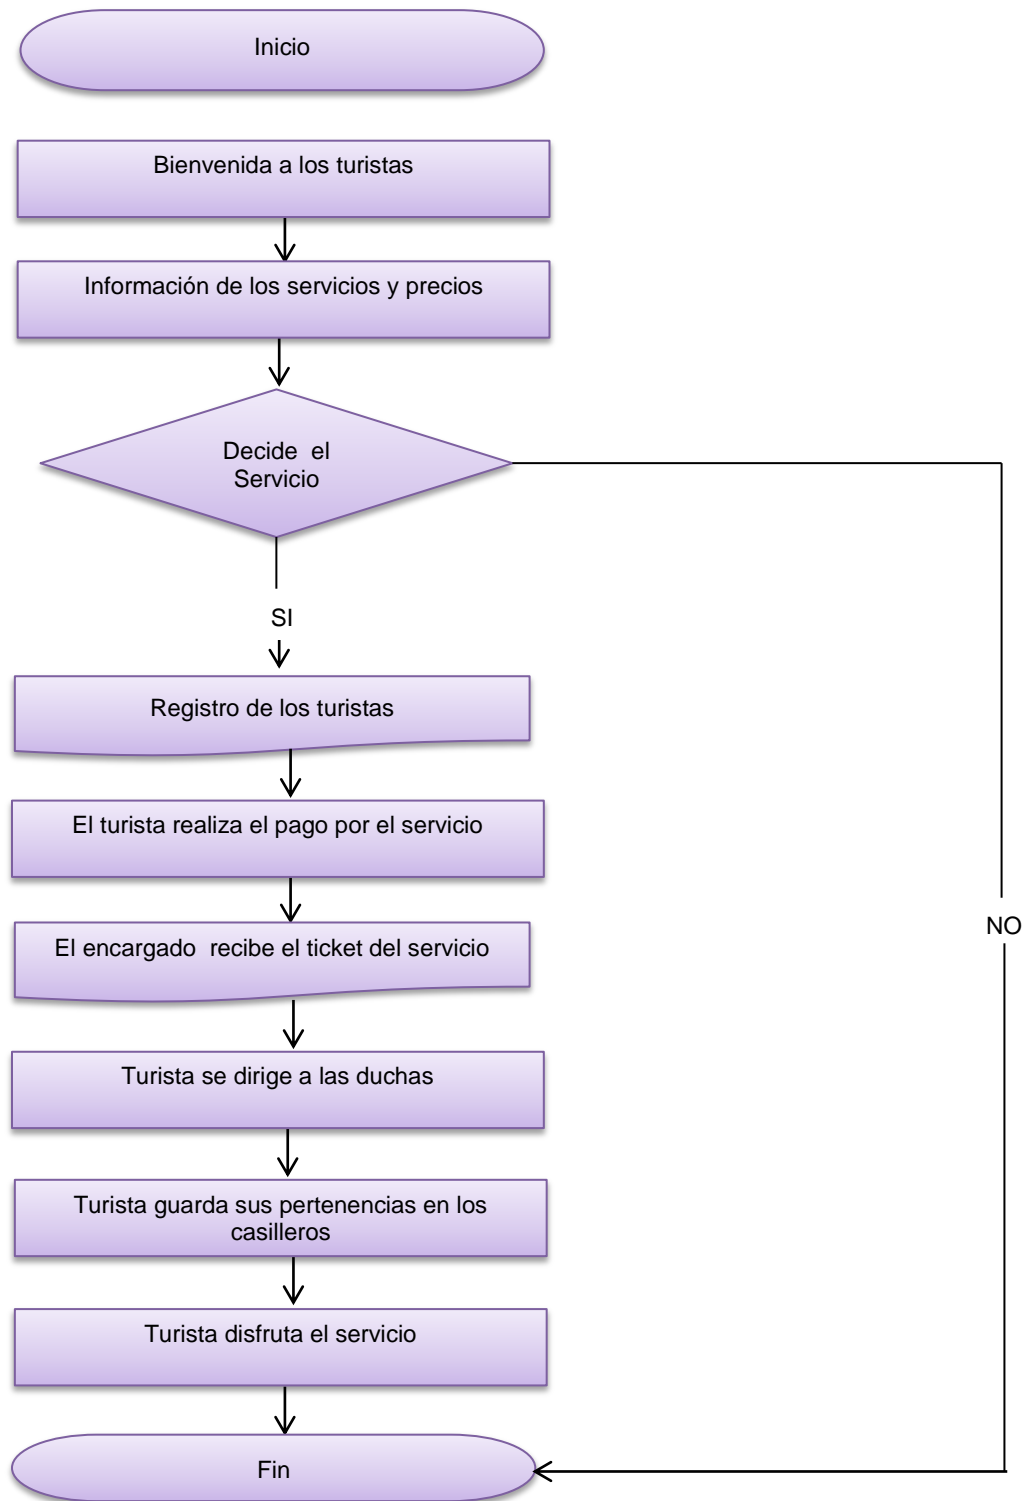 Inicio
Bienvenida a los turistas
Información de los servicios y precios
Decide  el
Servicio
SI
Registro de los turistas
El turista realiza el pago por el servicio
NO
El encargado  recibe el ticket del servicio
Turista se dirige a las duchas
Turista guarda sus pertenencias en los
casilleros
Turista disfruta el servicio
Fin